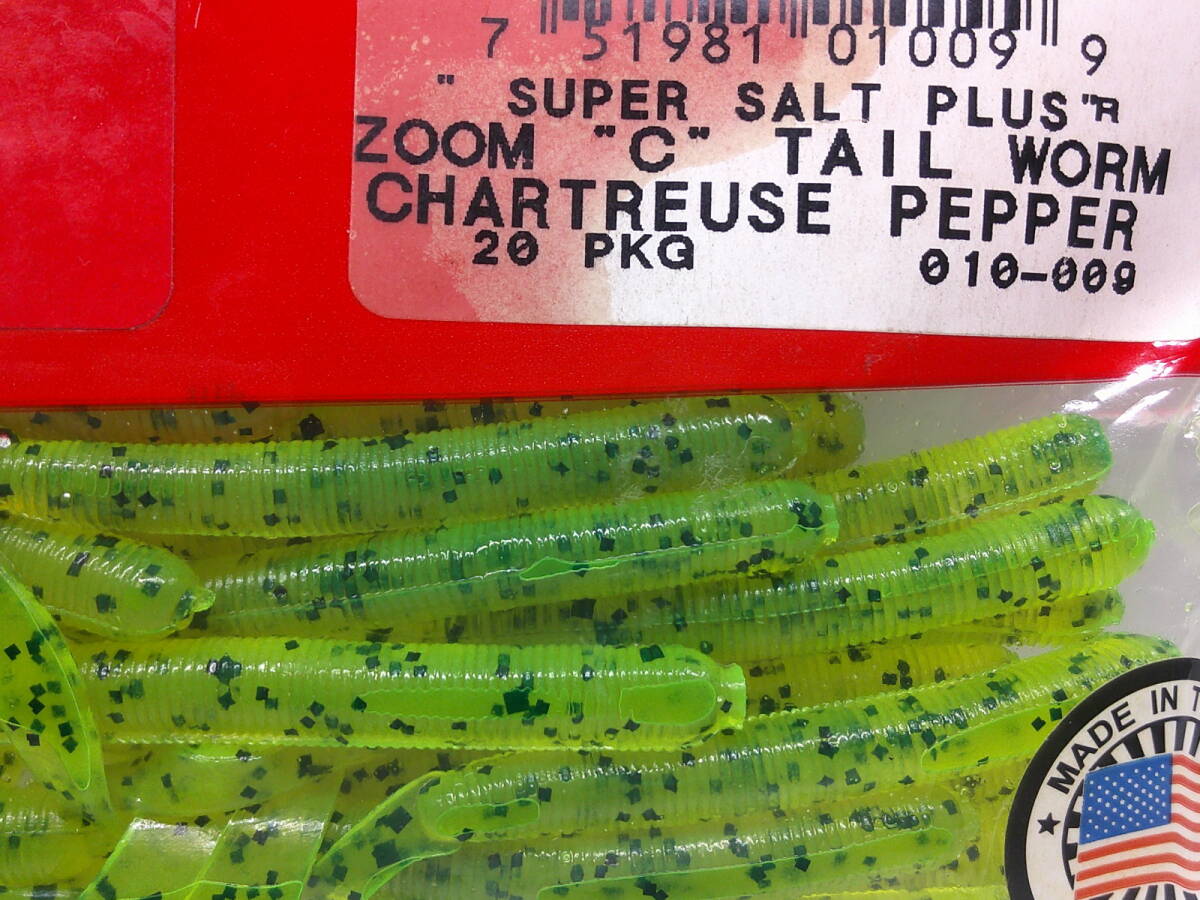 7 51981 01009 9
" SUPER SALT PLUS"R
ZOOM "C" TAIL WORM
CHARTREUSE PEPPER
20 PKG 010-009
MADE IN